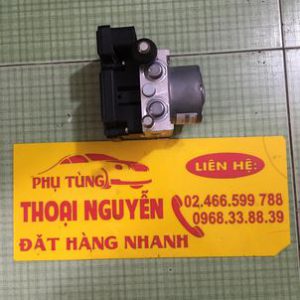 LIÊN HỆ:
PHỤ TÙNG
THOẠI NGUYỄN
02.466.599 788
0968.33.88.39
ĐẶT HÀNG NHANH